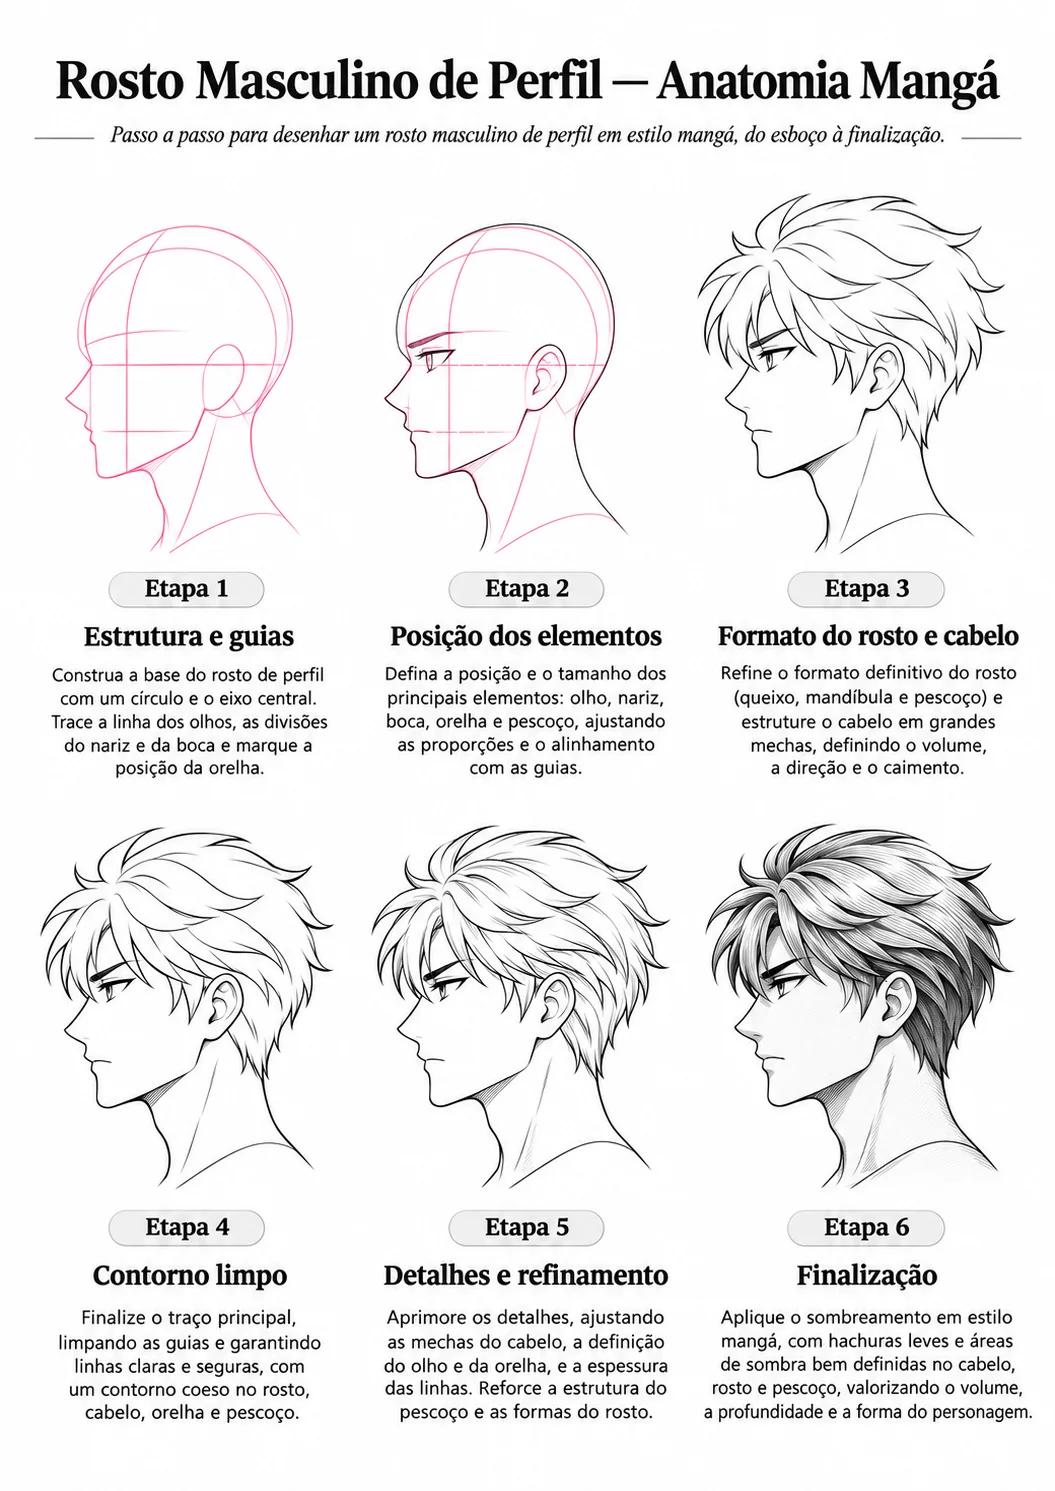 Rosto Masculino de Perfil — Anatomia Mangá
Passo a passo para desenhar um rosto masculino de perfil em estilo mangá, do esboço à finalização.
Etapa 1
Estrutura e guias
Construa a base do rosto de perfil
com um círculo e o eixo central.
Trace a linha dos olhos, as divisões
do nariz e da boca e marque a
posição da orelha.
Etapa 2
Posição dos elementos
Defina a posição e o tamanho dos
principais elementos: olho, nariz,
boca, orelha e pescoço, ajustando
as proporções e o alinhamento
com as guias.
Etapa 3
Formato do rosto e cabelo
Refine o formato definitivo do rosto
(queixo, mandíbula e pescoço) e
estruture o cabelo em grandes
mechas, definindo o volume,
a direção e o caimento.
Etapa 4
Contorno limpo
Finalize o traço principal,
limpando as guias e garantindo
linhas claras e seguras, com
um contorno coeso no rosto,
cabelo, orelha e pescoço.
Etapa 5
Detalhes e refinamento
Aprimore os detalhes, ajustando
as mechas do cabelo, a definição
do olho e da orelha, e a espessura
das linhas. Reforce a estrutura do
pescoço e as formas do rosto.
Etapa 6
Finalização
Aplique o sombreamento em estilo
mangá, com hachuras leves e áreas
de sombra bem definidas no cabelo,
rosto e pescoço, valorizando o volume,
a profundidade e a forma do personagem.